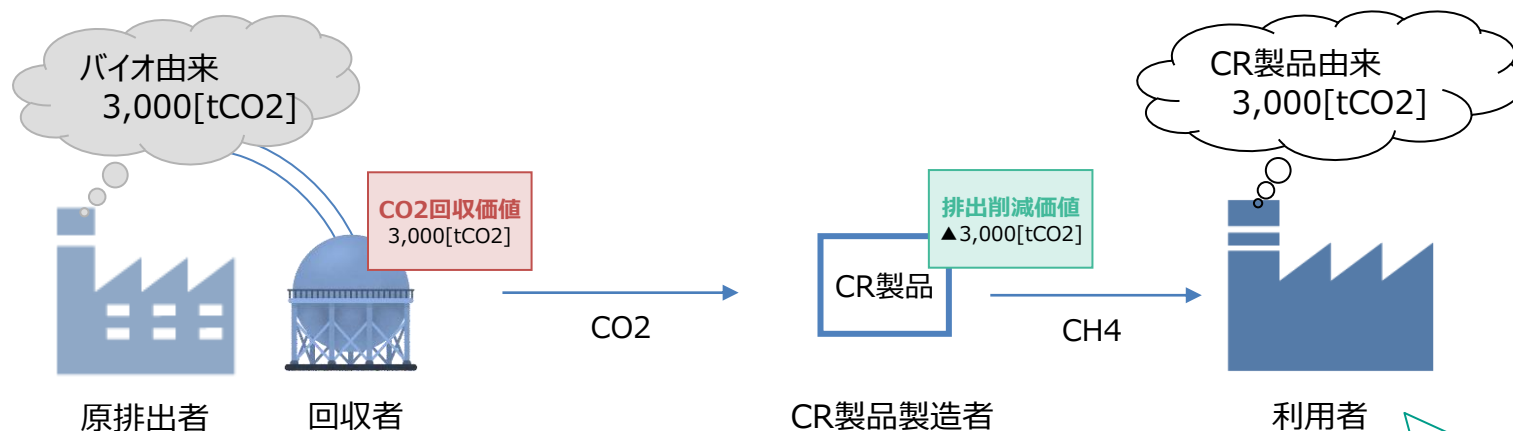 バイオ由来
3,000[tCO2]
CR製品由来
3,000[tCO2]
CO2回収価値
3,000[tCO2]
排出削減価値
▲3,000[tCO2]
CR製品
CO2
CH4
原排出者
回収者
CR製品製造者
利用者